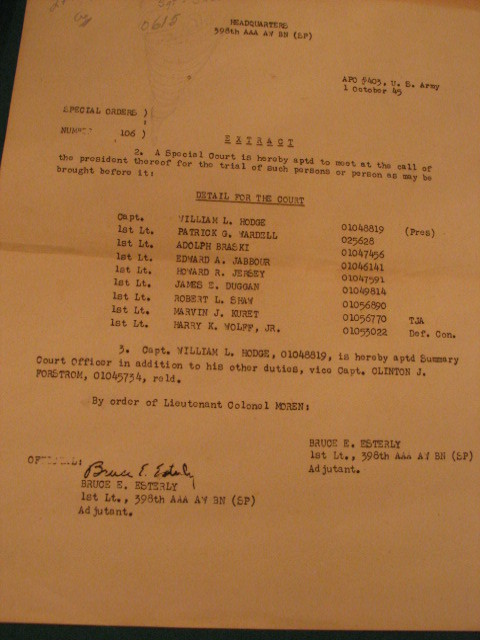 0615
HEADQUARTERS
398th AAA AW BN (SP)
APO #403, U. S. Army
1 October 45
SPECIAL ORDERS )
:
106 )
E X T R A C T
2. A Special Court is hereby aptd to meet at the call of
the president thereof for the trial of such persons or person as may be
brought before it:
DETAIL FOR THE COURT
Capt. WILLIAM L. HODGE 01048819 (Pres)
1st Lt. PATRICK G. WARDELL 025628
1st Lt. ADOLPH BRASKI 01047456
1st Lt. EDWARD A. JABBOUR 01046141
1st Lt. HOWARD R. JERSEY 01047591
1st Lt. JAMES E. DUGGAN 01049814
1st Lt. ROBERT L. SHAW 01056890
1st Lt. MARVIN J. KURET 01056770 TJA
1st Lt. HARRY K. WOLFF, JR. 01053022 Def. Con.
3. Capt. WILLIAM L. HODGE, 01048819, is hereby aptd Summary
Court Officer in addition to his other duties, vice Capt. CLINTON J.
FORSTROM, 01045734, reld.
By order of Lieutenant Colonel MOREN:
BRUCE E. ESTERLY
1st Lt., 398th AAA AW BN (SP)
Adjutant.
Bruce E. Esterly
BRUCE E. ESTERLY
1st Lt., 398th AAA AW BN (SP)
Adjutant.